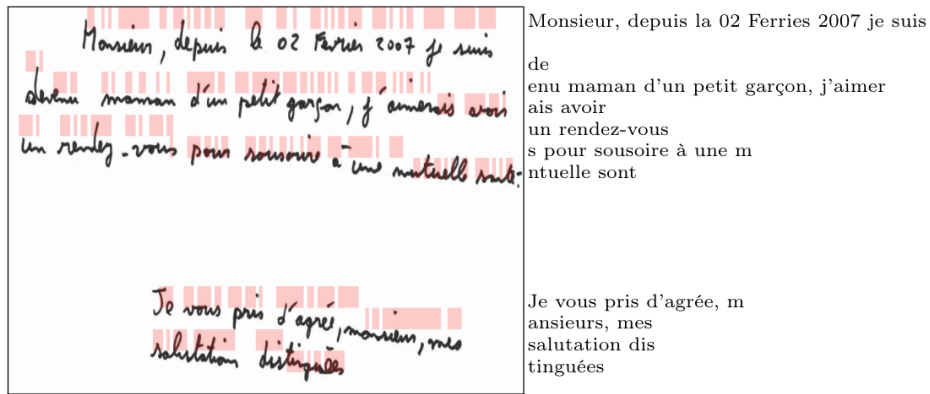 Monsieur, depuis la 02 Fevrier 2007 je suis
devenu maman d'un petit garçon, j'aimerais avoir
un rendez-vous pour sousoire à une mutuelle sante.
Je vous pris d'agrée, monsieur, mes
salutation distinguées
Monsieur, depuis la 02 Ferries 2007 je suis
de
enu maman d'un petit garçon, j'aimer
ais avoir
un rendez-vous
s pour sousoire à une m
ntuelle sont
Je vous pris d'agrée, m
ansieurs, mes
salutation dis
tinguées